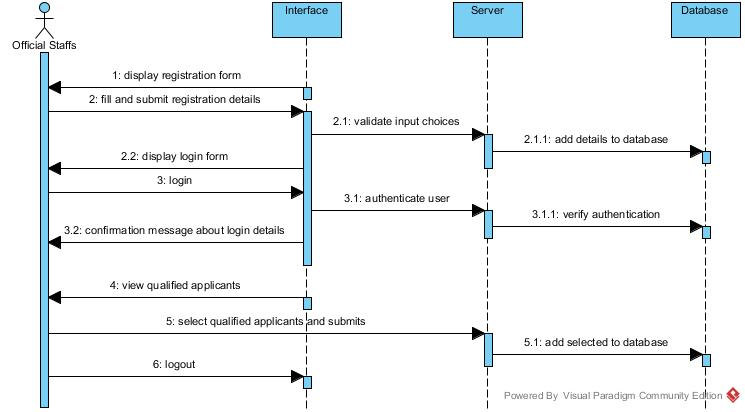 Interface
Server
Database
Official Staffs
1: display registration form
2: fill and submit registration details
2.1: validate input choices
2.1.1: add details to database
2.2: display login form
3: login
3.1: authenticate user
3.1.1: verify authentication
3.2: confirmation message about login details
4: view qualified applicants
5: select qualified applicants and submits
5.1: add selected to database
6: logout
Powered By Visual Paradigm Community Edition